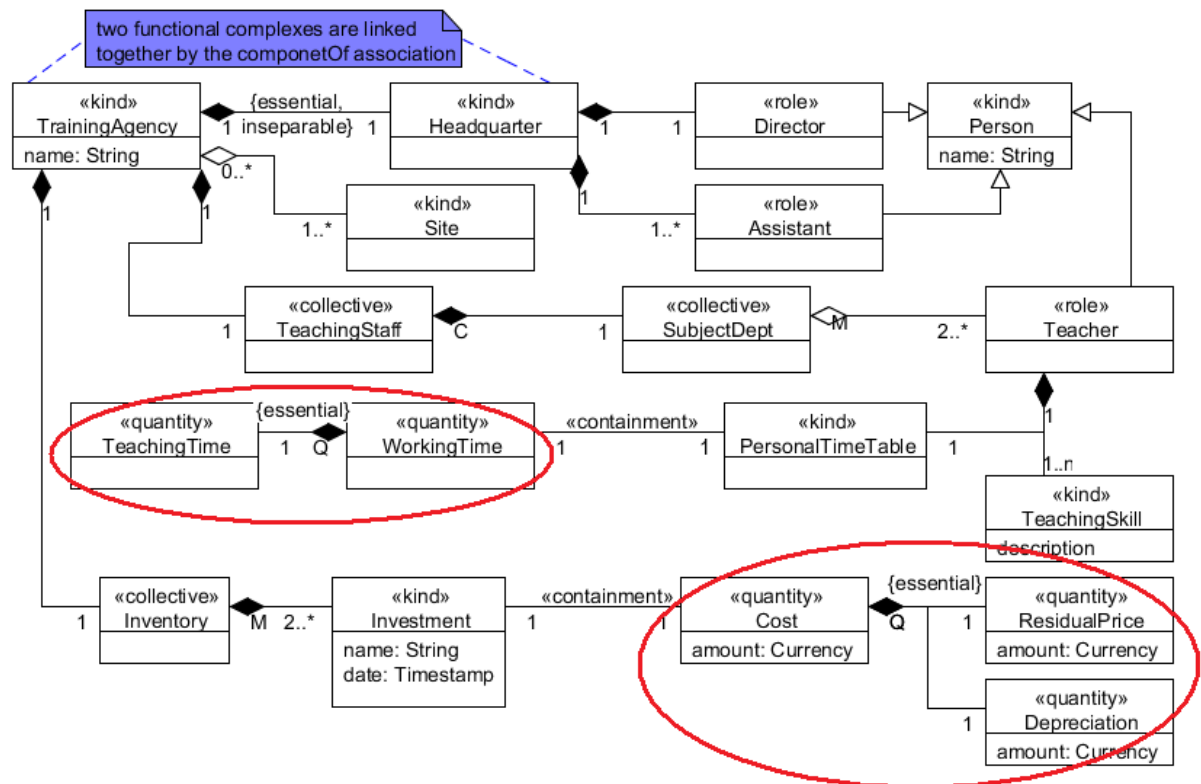 two functional complexes are linked
together by the componetOf association
«kind»
TrainingAgency
name: String
1
{essential,
inseparable}
1
«kind»
Headquarter
1
1
«role»
Director
«kind»
Person
name: String
0..*
1..*
«kind»
Site
1
1..*
«role»
Assistant
1
1
1
«collective»
TeachingStaff
C
1
«collective»
SubjectDept
M
2..*
«role»
Teacher
«quantity»
TeachingTime
{essential}
1
Q
«quantity»
WorkingTime
«containment»
1
1
«kind»
PersonalTimeTable
1
1
1..n
«kind»
TeachingSkill
description
1
«collective»
Inventory
M
2..*
«kind»
Investment
name: String
date: Timestamp
«containment»
1
1
«quantity»
Cost
amount: Currency
Q
{essential}
1
«quantity»
ResidualPrice
amount: Currency
1
«quantity»
Depreciation
amount: Currency